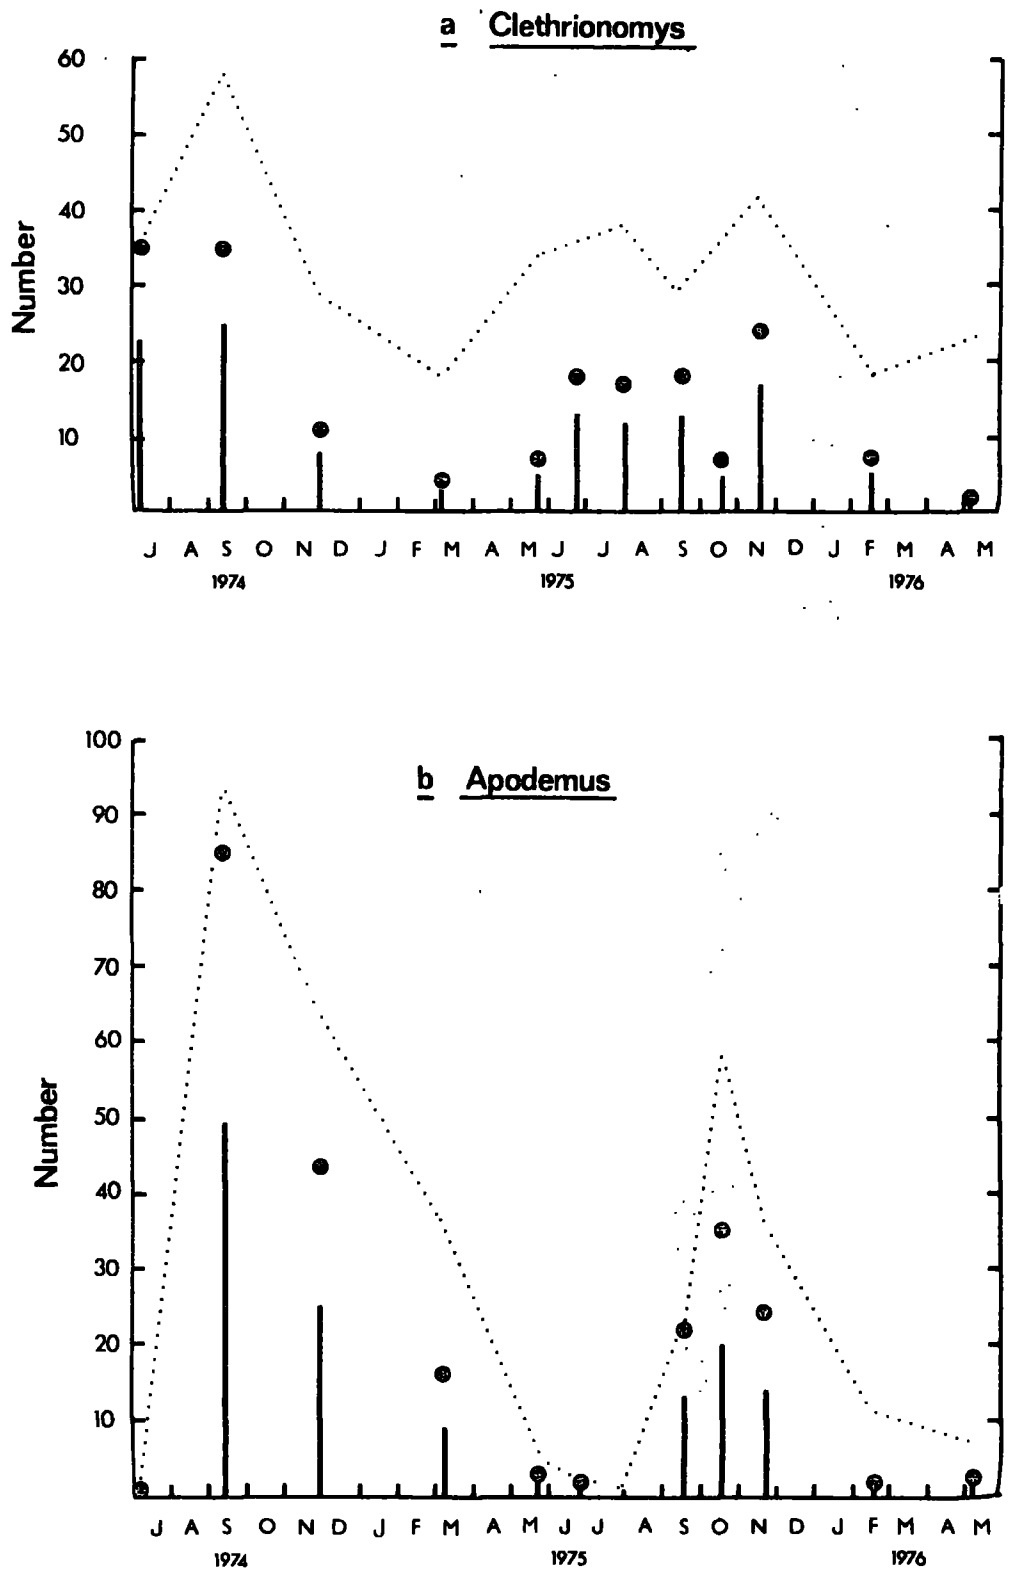 a Clethrionomys
60
50
40
30
20
10
Number
J A S O N D J F M A M J J A S O N D J F M A M
1974 1975 1976
100
b Apodemus
90
80
70
60
50
40
30
20
10
Number
J A S O N D J F M A M J J A S O N D J F M A M
1974 1975 1976